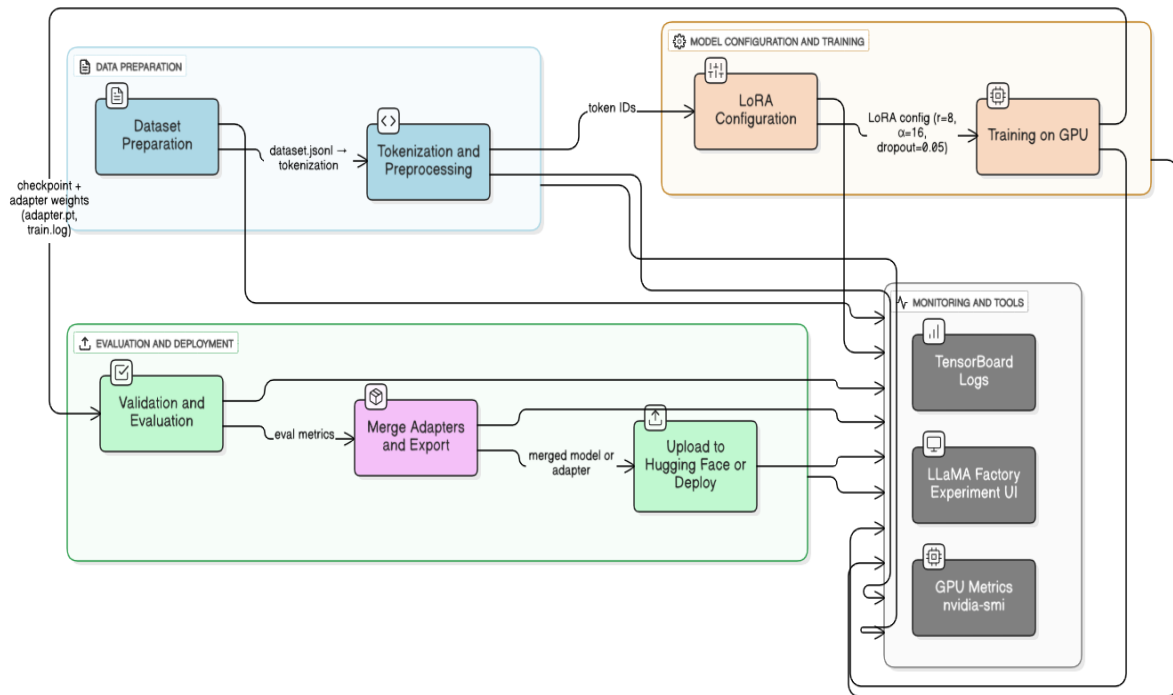 MODEL CONFIGURATION AND TRAINING
DATA PREPARATION
LoRA
Configuration
Training on GPU
LoRA config (r=8,
α=16,
dropout=0.05)
token IDs
Dataset
Preparation
dataset.jsonl →
tokenization
Tokenization and
Preprocessing
checkpoint +
adapter weights
(adapter.pt,
train.log)
MONITORING AND TOOLS
TensorBoard
Logs
LLaMA Factory
Experiment UI
GPU Metrics
nvidia-smi
EVALUATION AND DEPLOYMENT
Validation and
Evaluation
eval metrics
Merge Adapters
and Export
merged model or
adapter
Upload to
Hugging Face or
Deploy